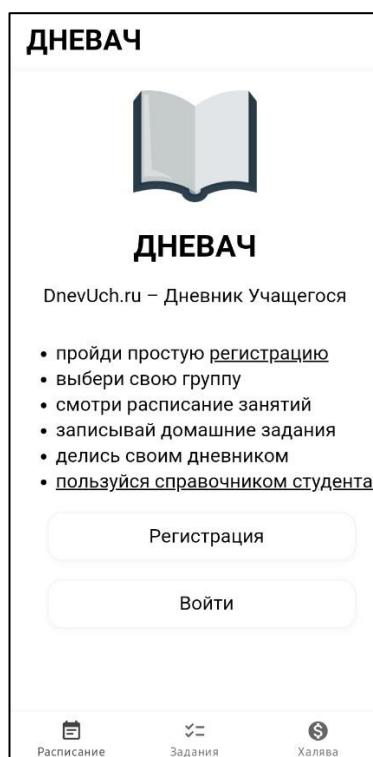 ДНЕВАЧ
ДНЕВАЧ
DnevUch.ru – Дневник Учащегося
• пройди простую регистрацию
• выбери свою группу
• смотри расписание занятий
• записывай домашние задания
• делись своим дневником
• пользуйся справочником студента
Регистрация
Войти
Расписание Задания Халява